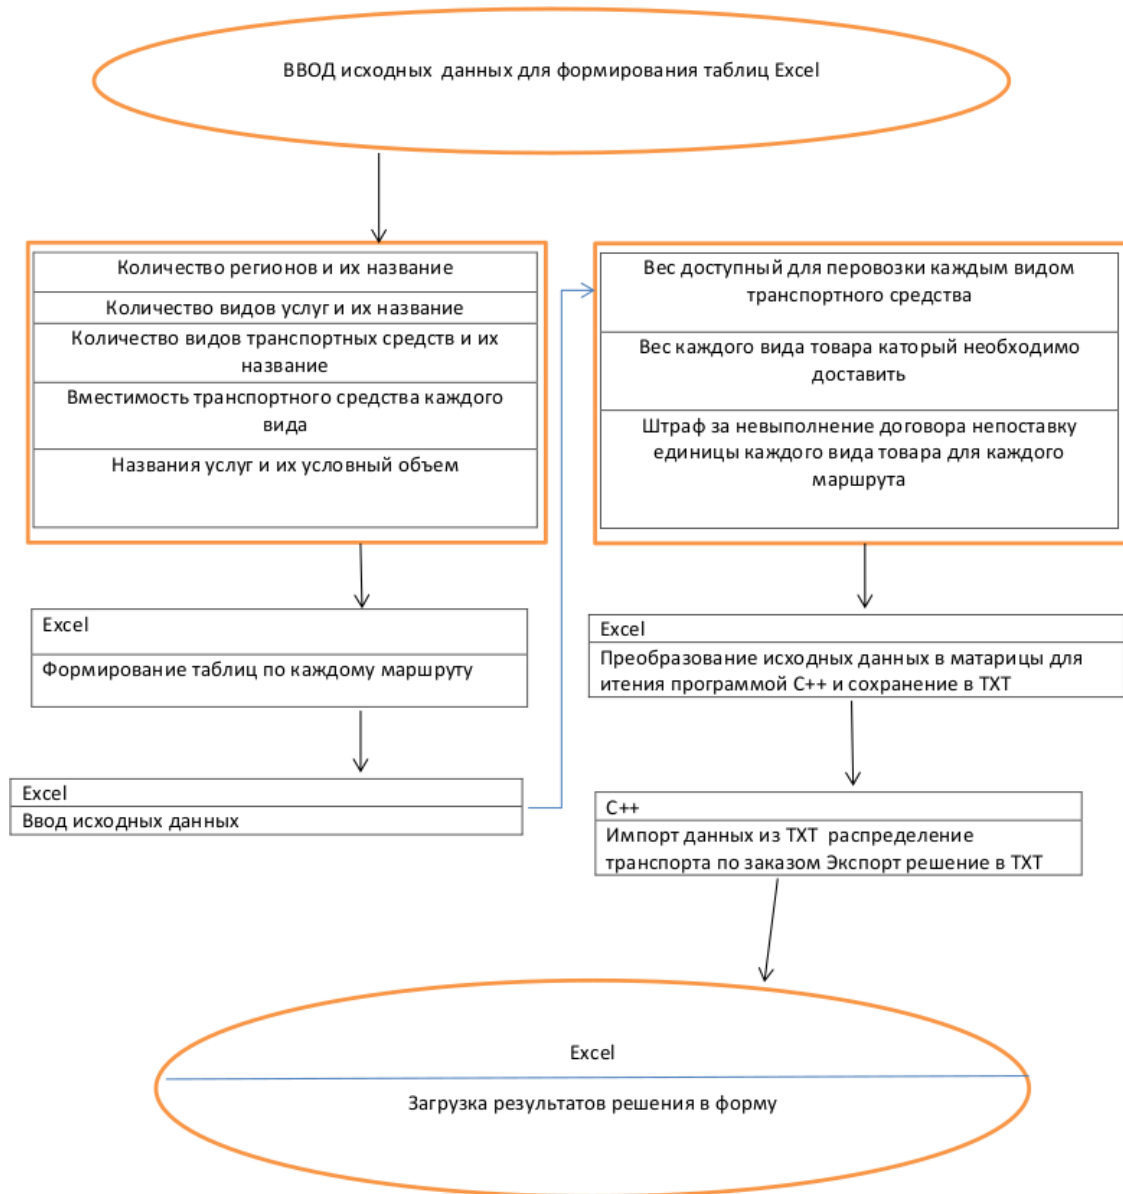 ВВОД исходных данных для формирования таблиц Excel
Количество регионов и их название
Количество видов услуг и их название
Количество видов транспортных средств и их
название
Вместимость транспортного средства каждого
вида
Названия услуг и их условный объем
Excel
Формирование таблиц по каждому маршруту
Excel
Ввод исходных данных
Вес доступный для перовозки каждым видом
транспортного средства
Вес каждого вида товара каторый необходимо
доставить
Штраф за невыполнение договора непоставку
единицы каждого вида товара для каждого
маршрута
Excel
Преобразование исходных данных в матарицы для
итения программой С++ и сохранение в TXT
С++
Импорт данных из TXT распределение
транспорта по заказом Экспорт решение в TXT
Excel
Загрузка результатов решения в форму